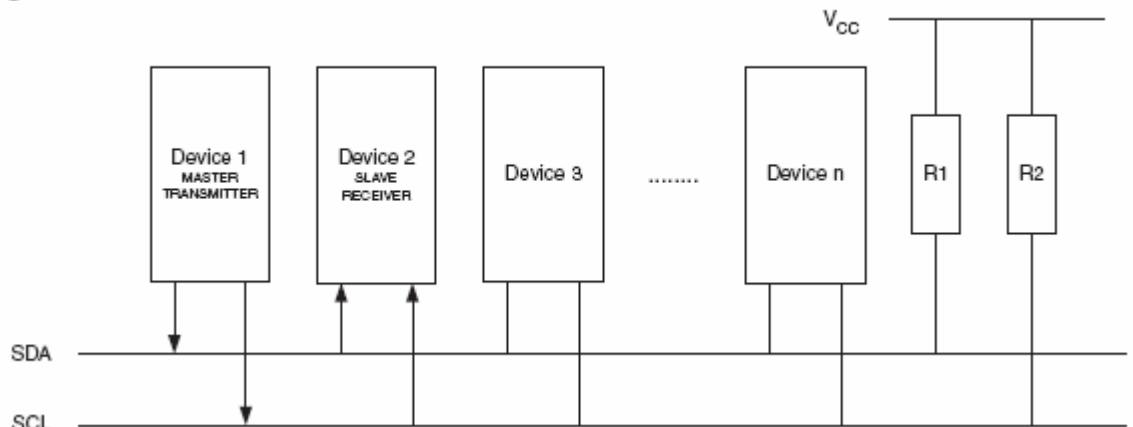 VCC
Device 1
MASTER
TRANSMITTER
Device 2
SLAVE
RECEIVER
Device 3
........
Device n
R1
R2
SDA
SCL